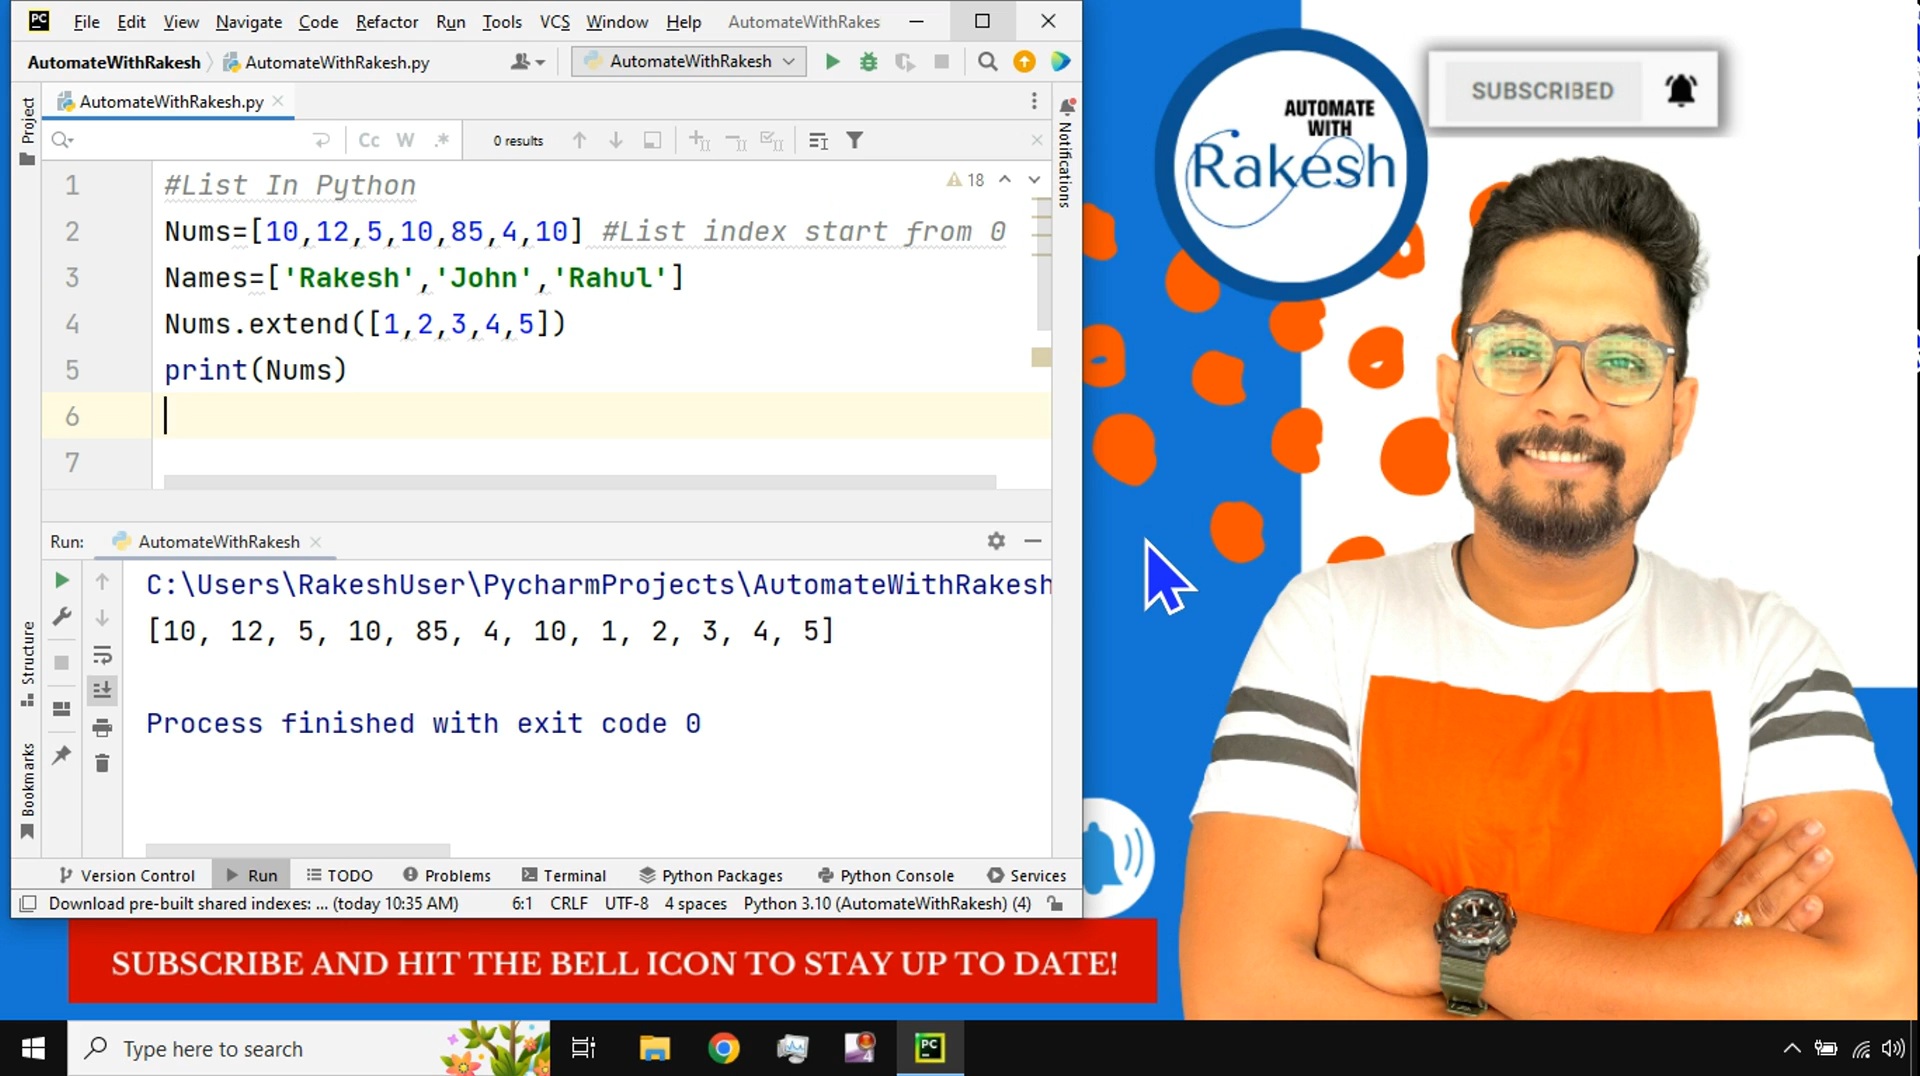 File Edit View Navigate Code Refactor Run Tools VCS Window Help AutomateWithRakes
AutomateWithRakesh AutomateWithRakesh.py AutomateWithRakesh
AutomateWithRakesh.py
Project
Notifications
Cc W .* 0 results
18
1 #List In Python
2 Nums=[10,12,5,10,85,4,10] #List index start from 0
3 Names=['Rakesh','John','Rahul']
4 Nums.extend([1,2,3,4,5])
5 print(Nums)
6
7
Run: AutomateWithRakesh
C:\Users\RakeshUser\PycharmProjects\AutomateWithRakesh
[10, 12, 5, 10, 85, 4, 10, 1, 2, 3, 4, 5]
Process finished with exit code 0
Structure
Bookmarks
Version Control Run TODO Problems Terminal Python Packages Python Console Services
Download pre-built shared indexes: ... (today 10:35 AM) 6:1 CRLF UTF-8 4 spaces Python 3.10 (AutomateWithRakesh) (4)
AUTOMATE
WITH
Rakesh
SUBSCRIBED
SUBSCRIBE AND HIT THE BELL ICON TO STAY UP TO DATE!
Type here to search
4
PC